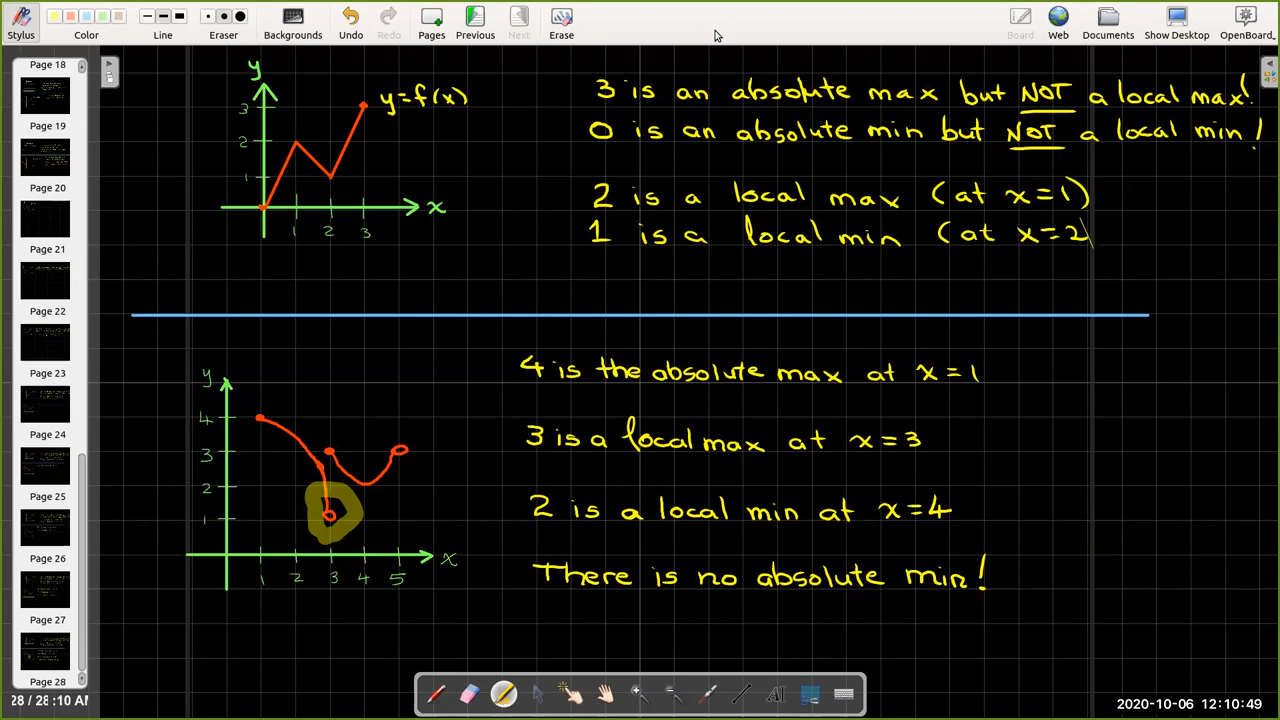 Stylus
Color
Line
Eraser
Backgrounds
Undo
Redo
Pages
Previous
Next
Erase
Board
Web
Documents
Show Desktop
OpenBoard
Page 18
Page 19
Page 20
Page 21
Page 22
Page 23
Page 24
Page 25
Page 26
Page 27
Page 28
28 / 28
:10 AM
y
3
2
1
1 2 3
x
y=f(x)
3 is an absolute max but NOT a local max!
0 is an absolute min but NOT a local min!
2 is a local max (at x=1)
1 is a local min (at x=2
y
4
3
2
1
1 2 3 4 5
x
4 is the absolute max at x=1
3 is a local max at x=3
2 is a local min at x=4
There is no absolute min!
AI
2020-10-06 12:10:49